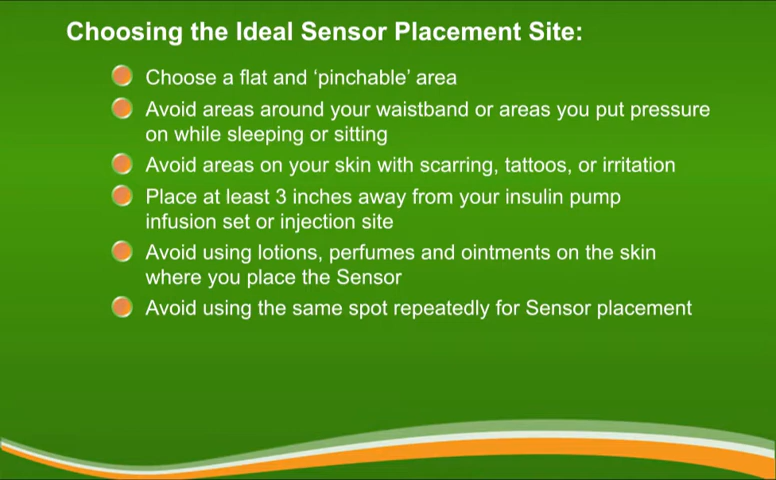 Choosing the Ideal Sensor Placement Site:
Choose a flat and ‘pinchable’ area
Avoid areas around your waistband or areas you put pressure
on while sleeping or sitting
Avoid areas on your skin with scarring, tattoos, or irritation
Place at least 3 inches away from your insulin pump
infusion set or injection site
Avoid using lotions, perfumes and ointments on the skin
where you place the Sensor
Avoid using the same spot repeatedly for Sensor placement